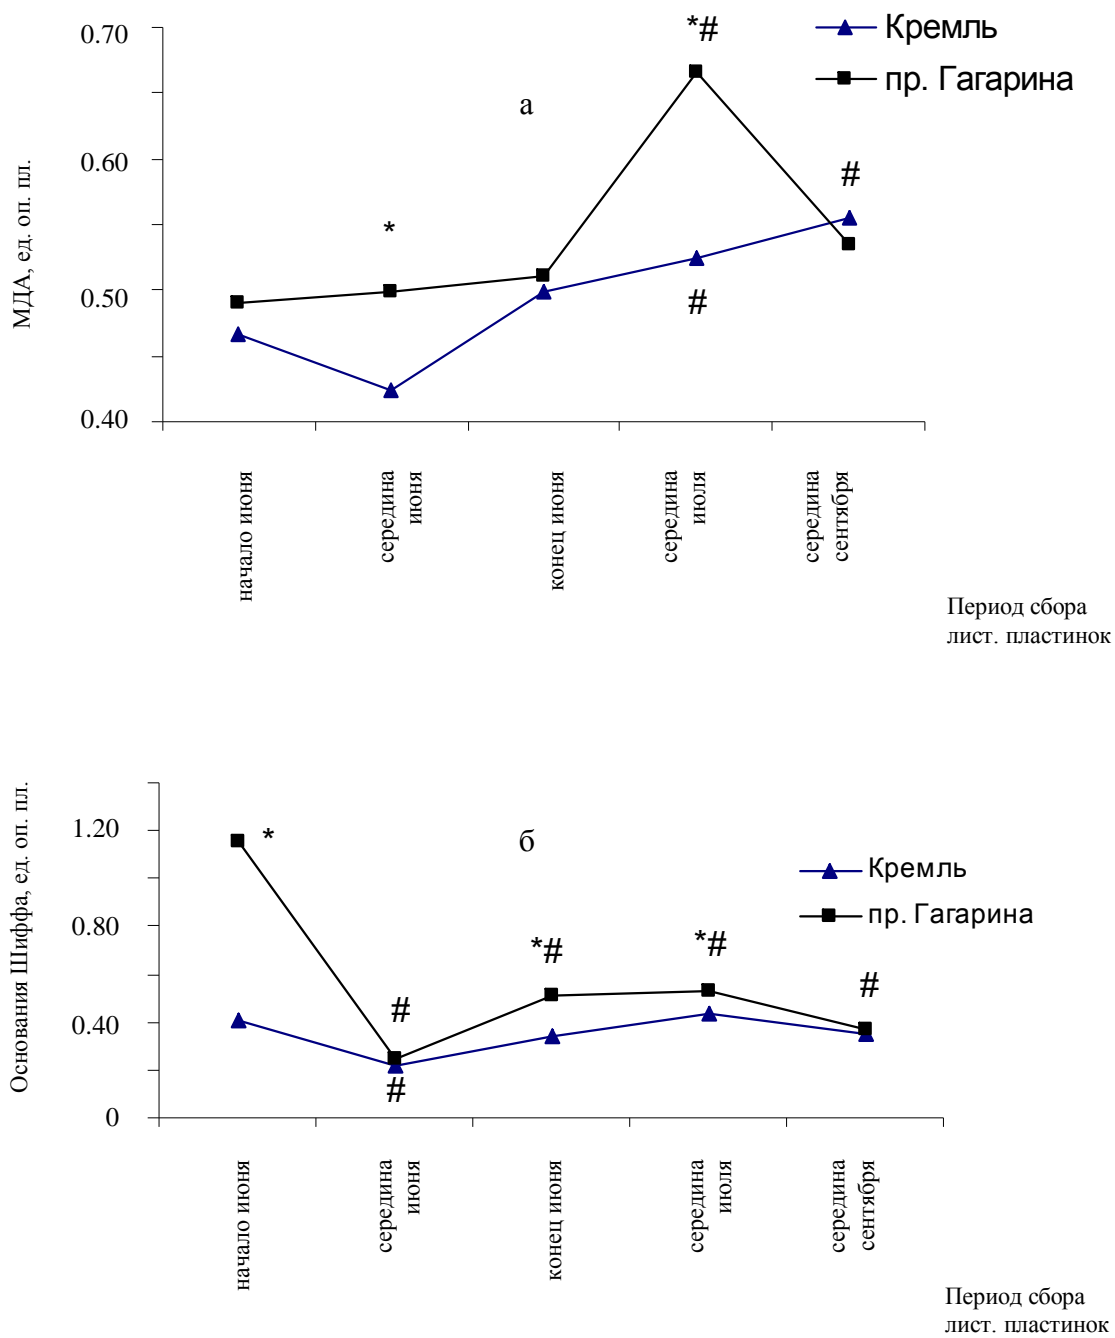 МДА, ед. оп. пл.
0.70
0.60
0.50
0.40
*#
Кремль
пр. Гагарина
а
#
*
#
начало июня
середина
июня
конец июня
середина
июля
середина
сентября
Период сбора
лист. пластинок
Основания Шиффа, ед. оп. пл.
1.20
0.80
0.40
0
*
б
Кремль
пр. Гагарина
*#
*#
#
#
#
начало июня
середина
июня
конец июня
середина
июля
середина
сентября
Период сбора
лист. пластинок